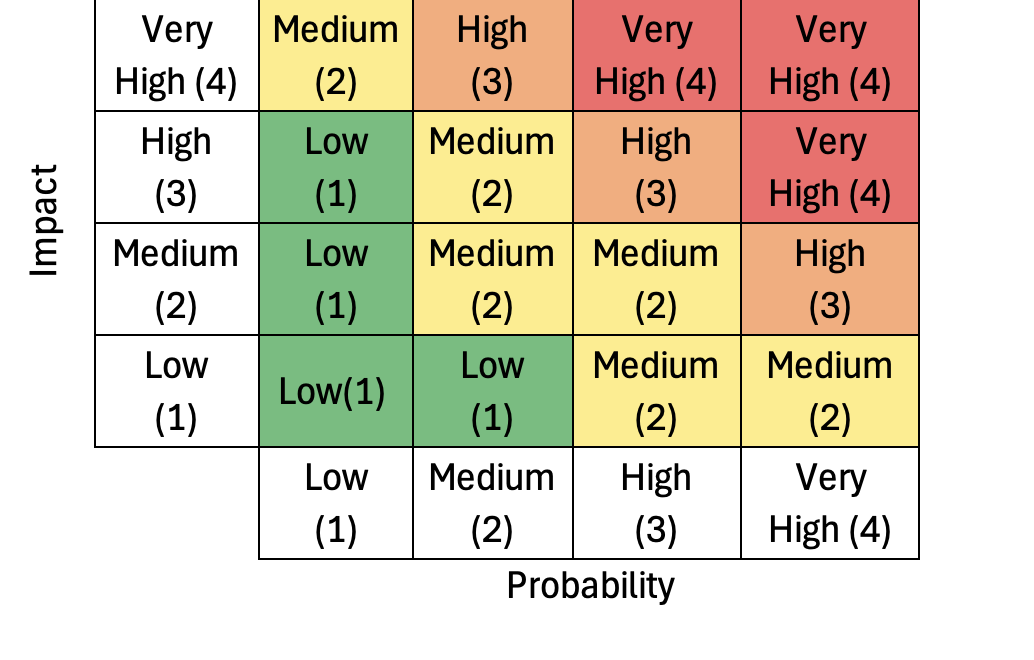 Very Medium High Very Very
High (4) (2) (3) High (4) High (4)
High Low Medium High Very
(3) (1) (2) (3) High (4)
Impact
Medium Low Medium Medium High
(2) (1) (2) (2) (3)
Low Low(1) Low Medium Medium
(1) (1) (2) (2)
Low Medium High Very
(1) (2) (3) High (4)
Probability